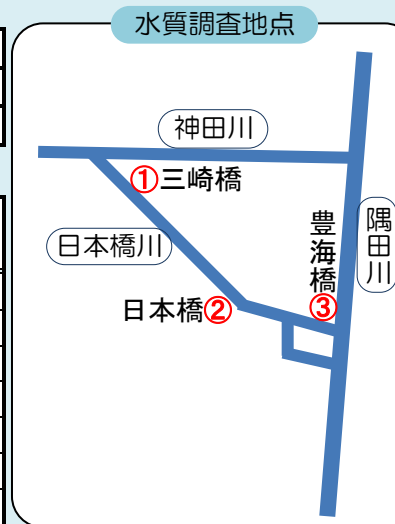 水質調査地点
神田川
①三崎橋
豊海橋
隅田川
日本橋川
日本橋②
③